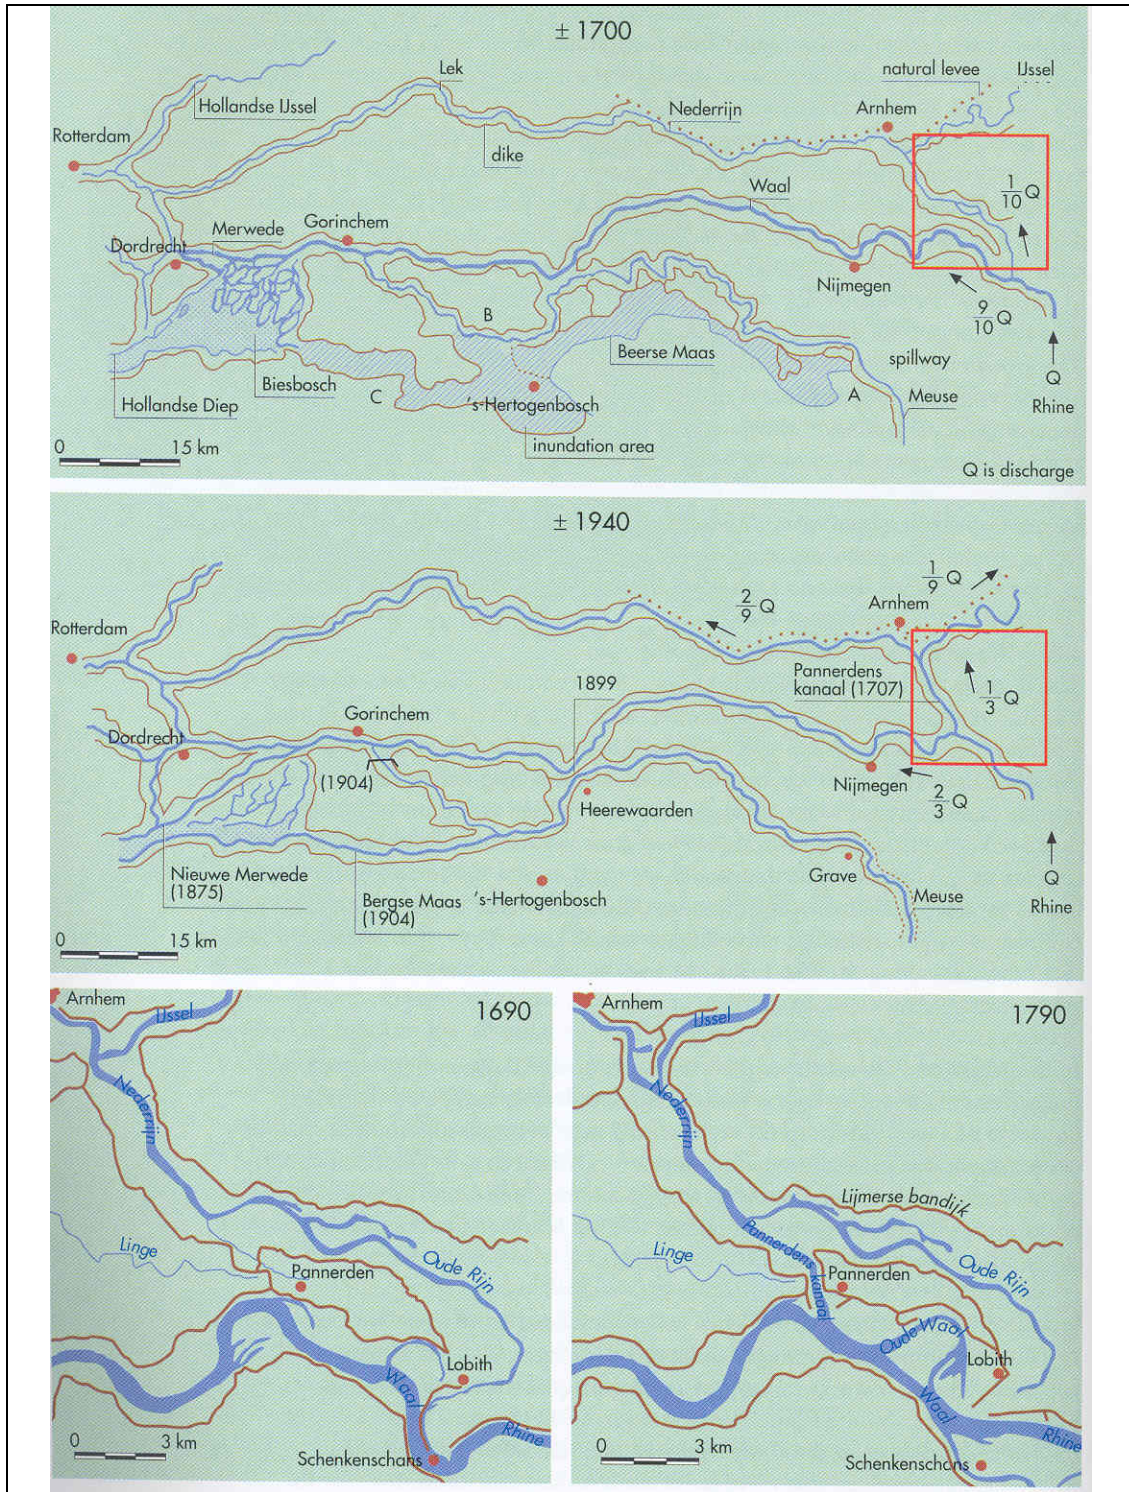 ± 1700
Lek
natural levee
IJssel
Hollandse IJssel
Nederrijn
Arnhem
Rotterdam
dike
1/10 Q
Waal
Merwede
Gorinchem
Dordrecht
Nijmegen
9/10 Q
B
Beerse Maas
spillway
Biesbosch
C
's-Hertogenbosch
A
Meuse
Q
Rhine
Hollandse Diep
inundation area
0 15 km
Q is discharge
± 1940
1/9 Q
2/9 Q
Arnhem
Rotterdam
Pannerdens
kanaal (1707)
1899
1/3 Q
Gorinchem
Dordrecht
(1904)
Nijmegen
2/3 Q
Heerewaarden
Nieuwe Merwede
(1875)
Bergse Maas
(1904)
's-Hertogenbosch
Grave
Meuse
Q
Rhine
0 15 km
Arnhem
IJssel
1690
Nederrijn
Linge
Pannerden
Oude Rijn
Lobith
Waal
Rhine
0 3 km
Schenkenschans
Arnhem
IJssel
1790
Nederrijn
Lijmerse bandijk
Pannerdens kanaal
Linge
Pannerden
Oude Rijn
Oude Waal
Lobith
Waal
Rhine
0 3 km
Schenkenschans